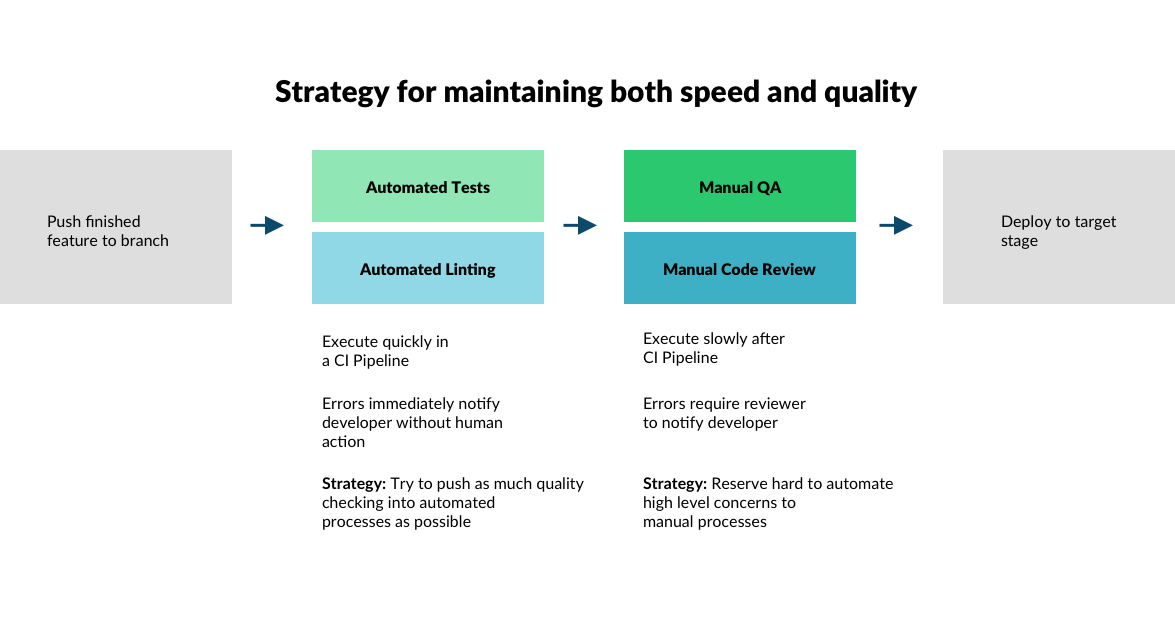 Strategy for maintaining both speed and quality
Push finished
feature to branch
Automated Tests
Automated Linting
Manual QA
Manual Code Review
Deploy to target
stage
Execute quickly in
a CI Pipeline
Errors immediately notify
developer without human
action
Strategy: Try to push as much quality
checking into automated
processes as possible
Execute slowly after
CI Pipeline
Errors require reviewer
to notify developer
Strategy: Reserve hard to automate
high level concerns to
manual processes